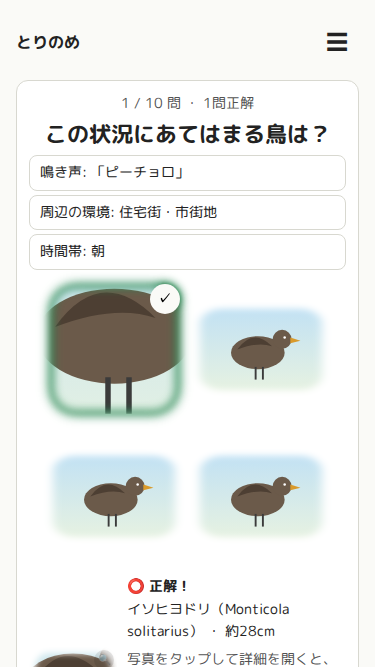 とりのめ
1 / 10 問 ・ 1問正解
この状況にあてはまる鳥は？
鳴き声: 「ピーチョロ」
周辺の環境: 住宅街・市街地
時間帯: 朝
✓
⭕ 正解！
イソヒヨドリ（Monticola
solitarius） ・ 約28cm
写真をタップして詳細を開くと、